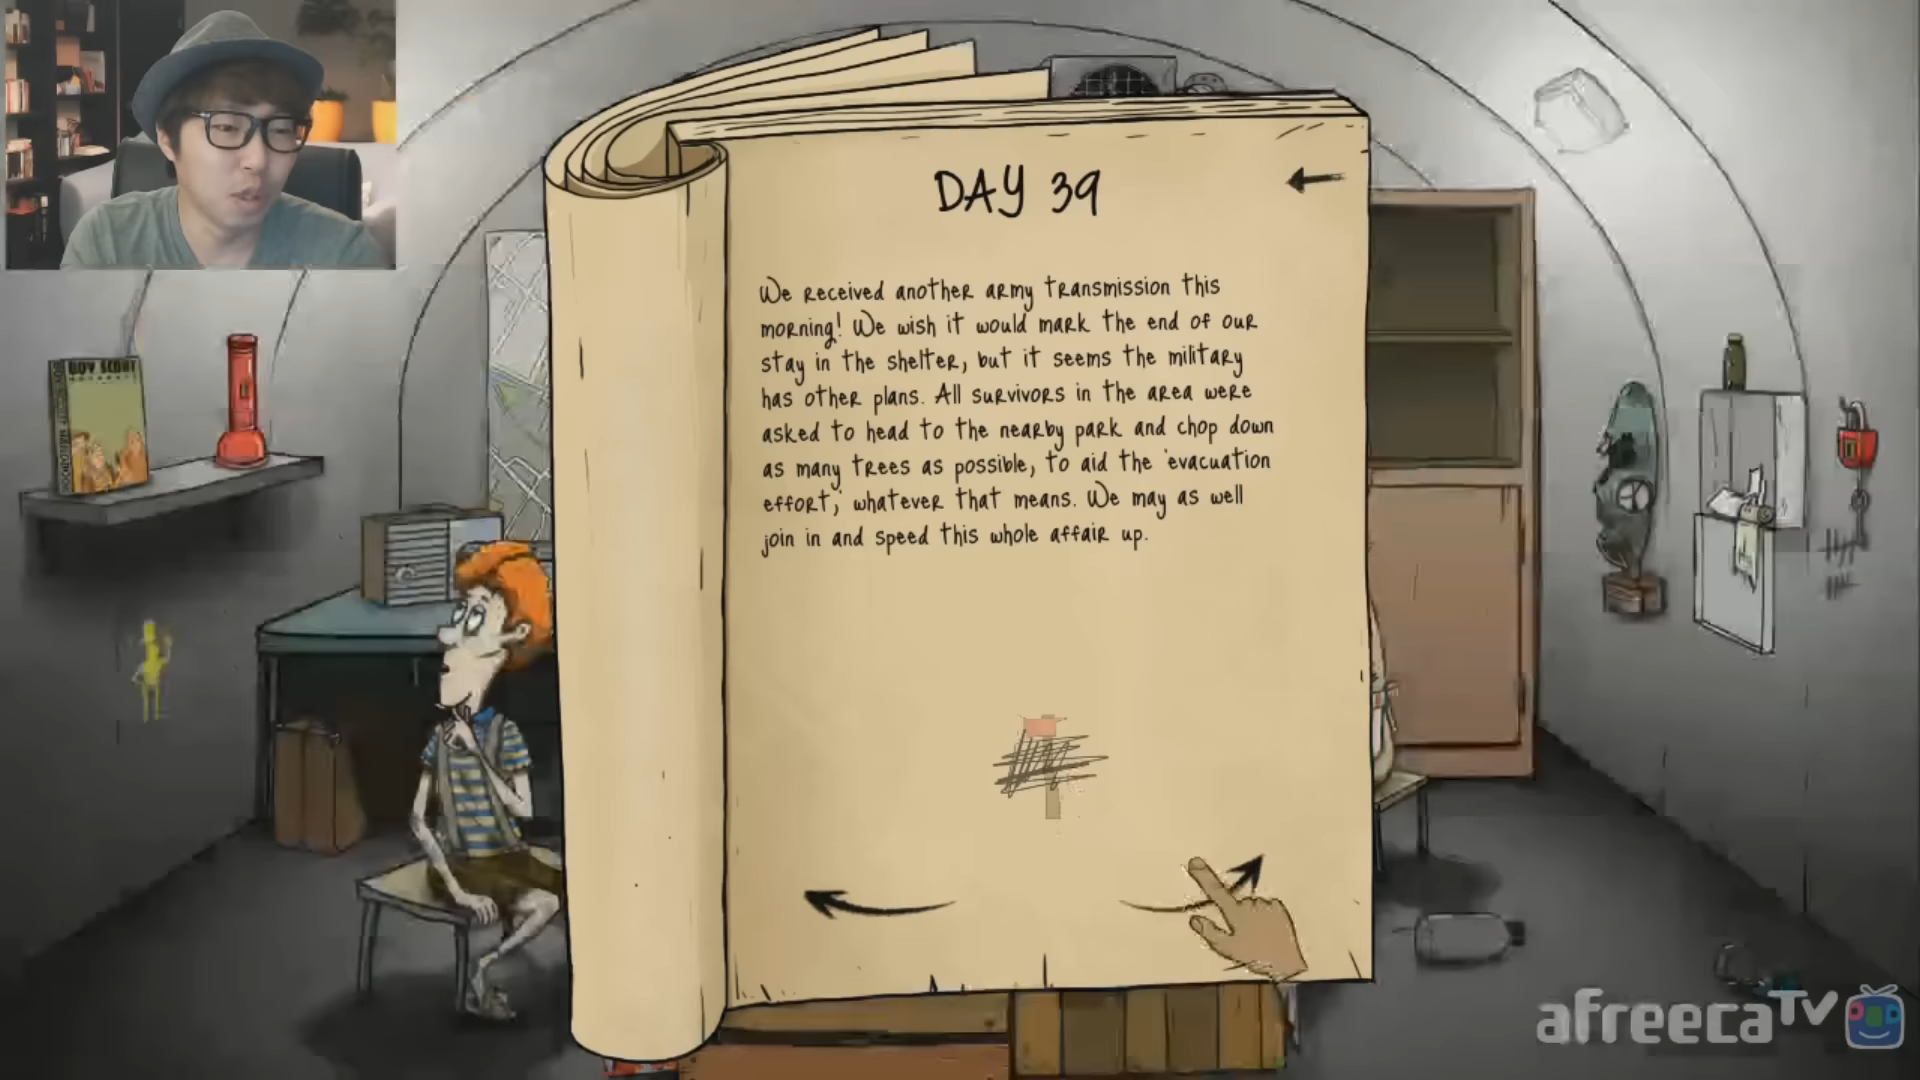 DAY 39
We received another army transmission this
morning! We wish it would mark the end of our
stay in the shelter, but it seems the military
has other plans. All survivors in the area were
asked to head to the nearby park and chop down
as many trees as possible, to aid the 'evacuation
effort,' whatever that means. We may as well
join in and speed this whole affair up.
BOY SCOUT
afreecaTV